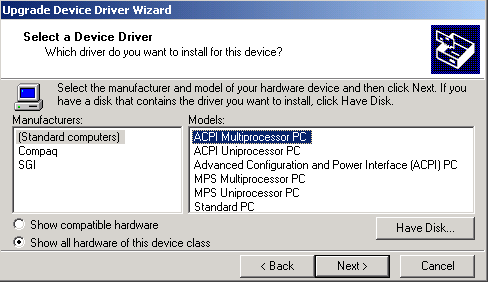 Upgrade Device Driver Wizard
Select a Device Driver
Which driver do you want to install for this device?
Select the manufacturer and model of your hardware device and then click Next. If you
have a disk that contains the driver you want to install, click Have Disk.
Manufacturers:
(Standard computers)
Compaq
SGI
Models:
ACPI Multiprocessor PC
ACPI Uniprocessor PC
Advanced Configuration and Power Interface (ACPI) PC
MPS Multiprocessor PC
MPS Uniprocessor PC
Standard PC
Show compatible hardware
Show all hardware of this device class
Have Disk...
< Back
Next >
Cancel